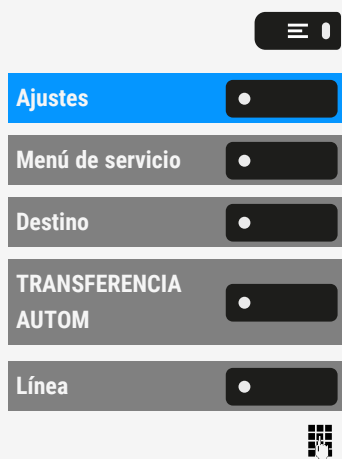 Ajustes
Menú de servicio
Destino
TRANSFERENCIA
AUTOM
Línea